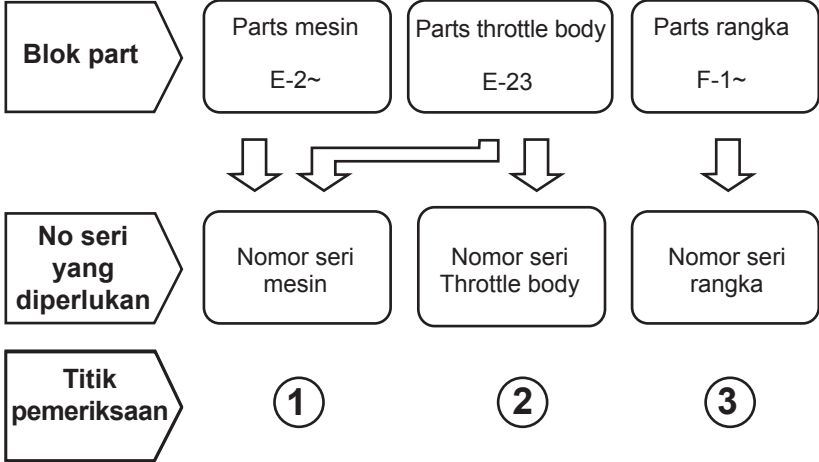 Blok part
Parts mesin
E-2~
Parts throttle body
E-23
Parts rangka
F-1~
No seri
yang
diperlukan
Nomor seri
mesin
Nomor seri
Throttle body
Nomor seri
rangka
Titik
pemeriksaan
1
2
3